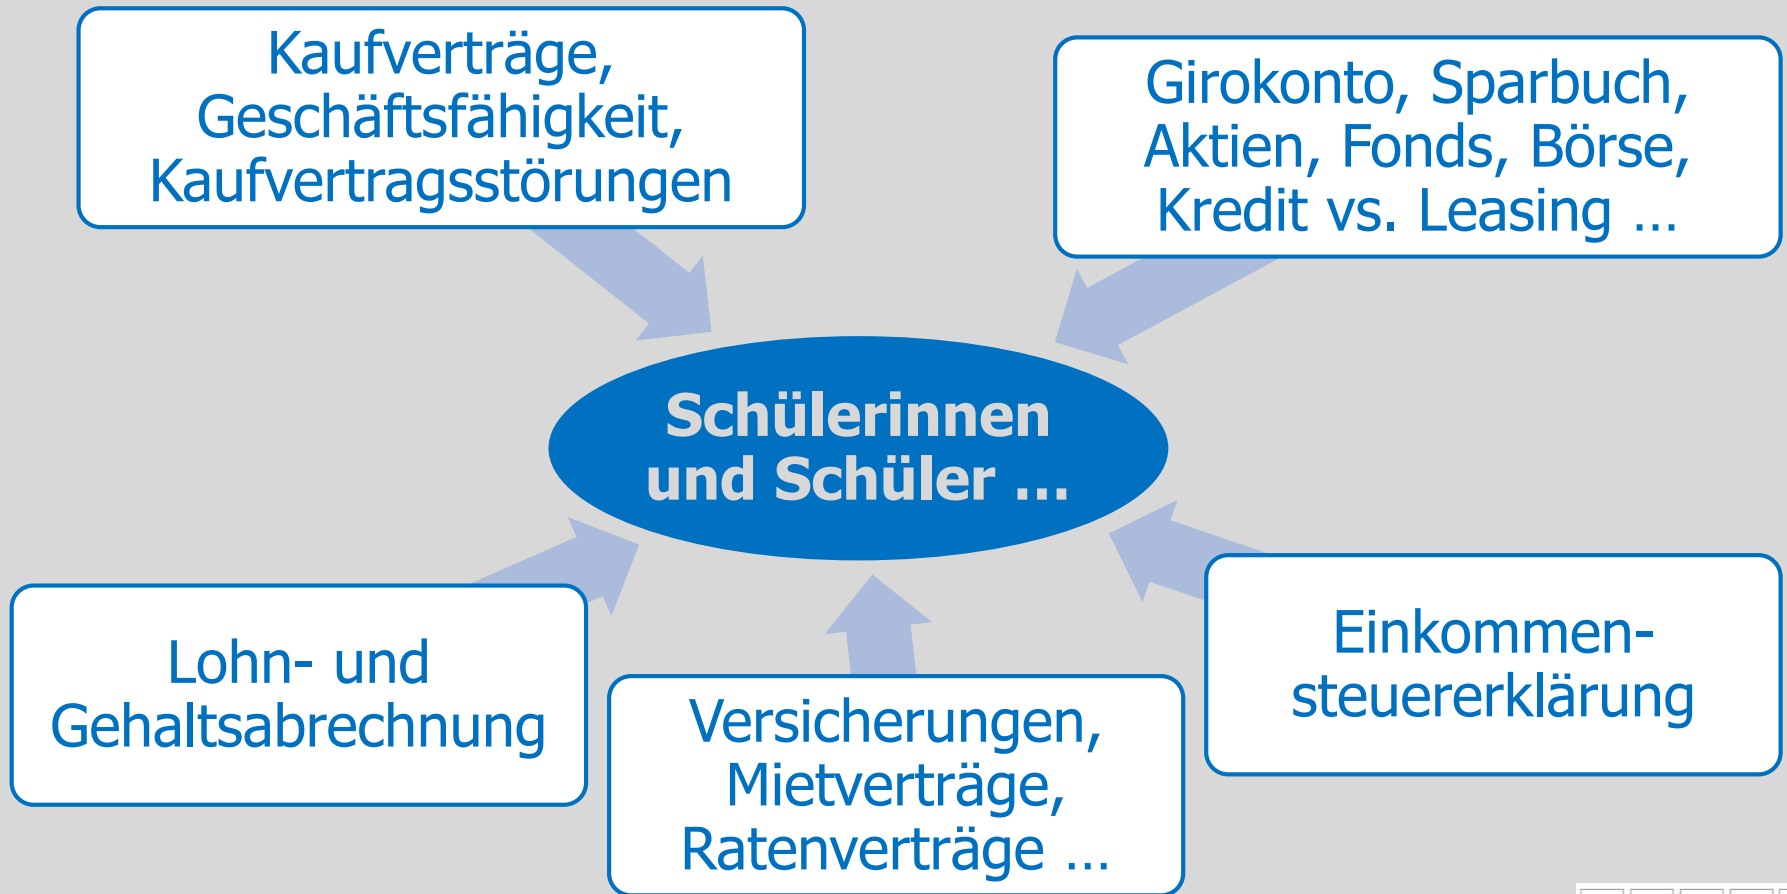 Kaufverträge,
Geschäftsfähigkeit,
Kaufvertragsstörungen
Girokonto, Sparbuch,
Aktien, Fonds, Börse,
Kredit vs. Leasing …
Schülerinnen
und Schüler …
Lohn- und
Gehaltsabrechnung
Versicherungen,
Mietverträge,
Ratenverträge …
Einkommen-
steuererklärung